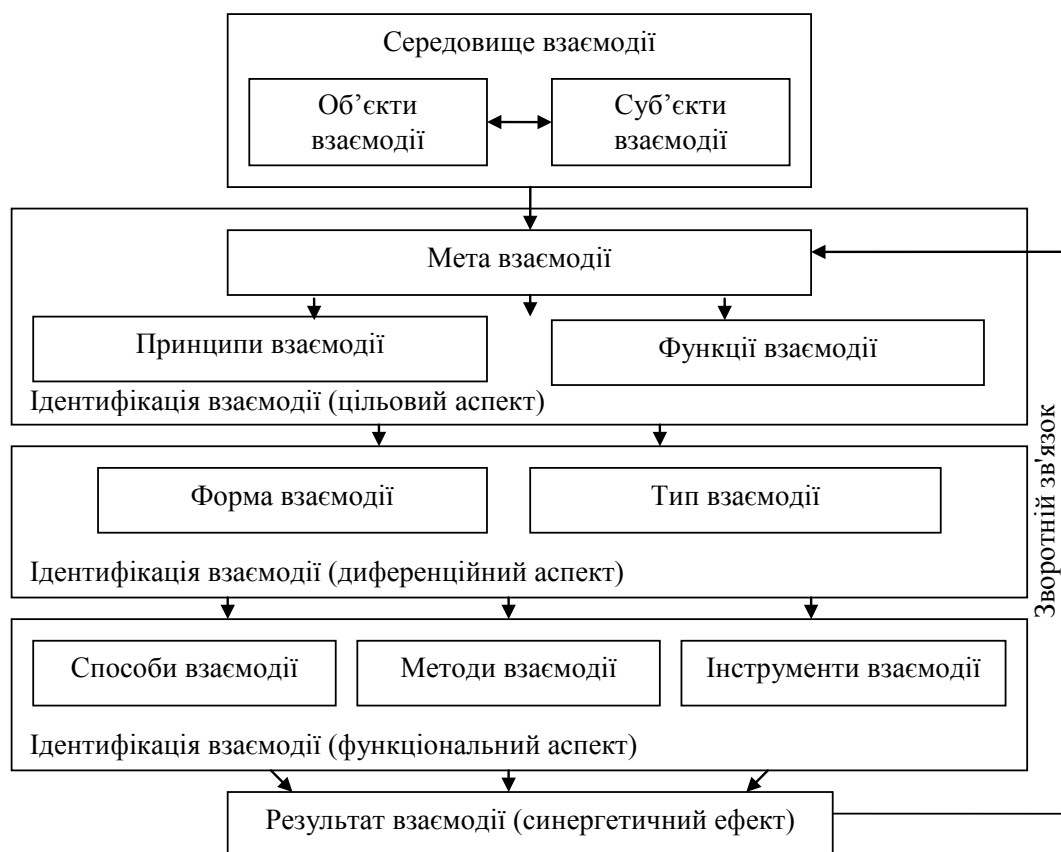 Середовище взаємодії
Об’єкти
взаємодії
Суб’єкти
взаємодії
Мета взаємодії
Принципи взаємодії
Функції взаємодії
Ідентифікація взаємодії (цільовий аспект)
Форма взаємодії
Тип взаємодії
Ідентифікація взаємодії (диференційний аспект)
Способи взаємодії
Методи взаємодії
Інструменти взаємодії
Ідентифікація взаємодії (функціональний аспект)
Результат взаємодії (синергетичний ефект)
Зворотній зв'язок